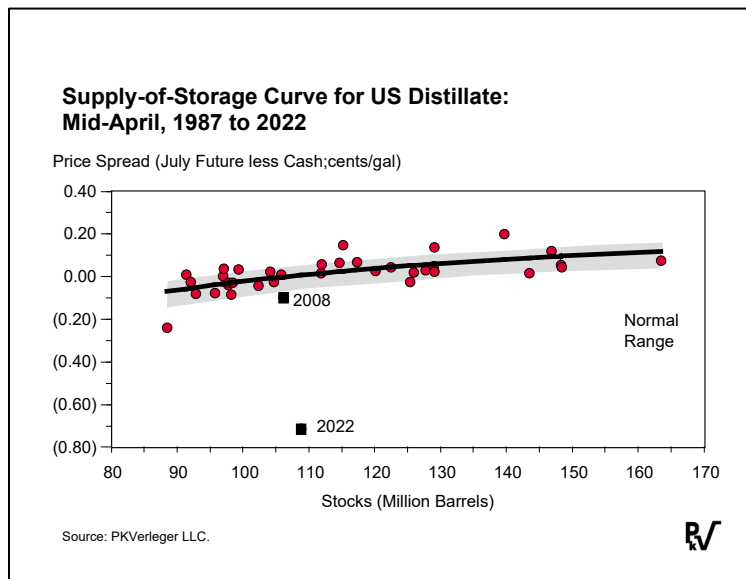 Supply-of-Storage Curve for US Distillate:
Mid-April, 1987 to 2022
Price Spread (July Future less Cash;cents/gal)
0.40
0.20
0.00
(0.20)
(0.40)
(0.60)
(0.80)
2008
2022
Normal
Range
80 90 100 110 120 130 140 150 160 170
Stocks (Million Barrels)
Source: PKVerleger LLC.
PkV